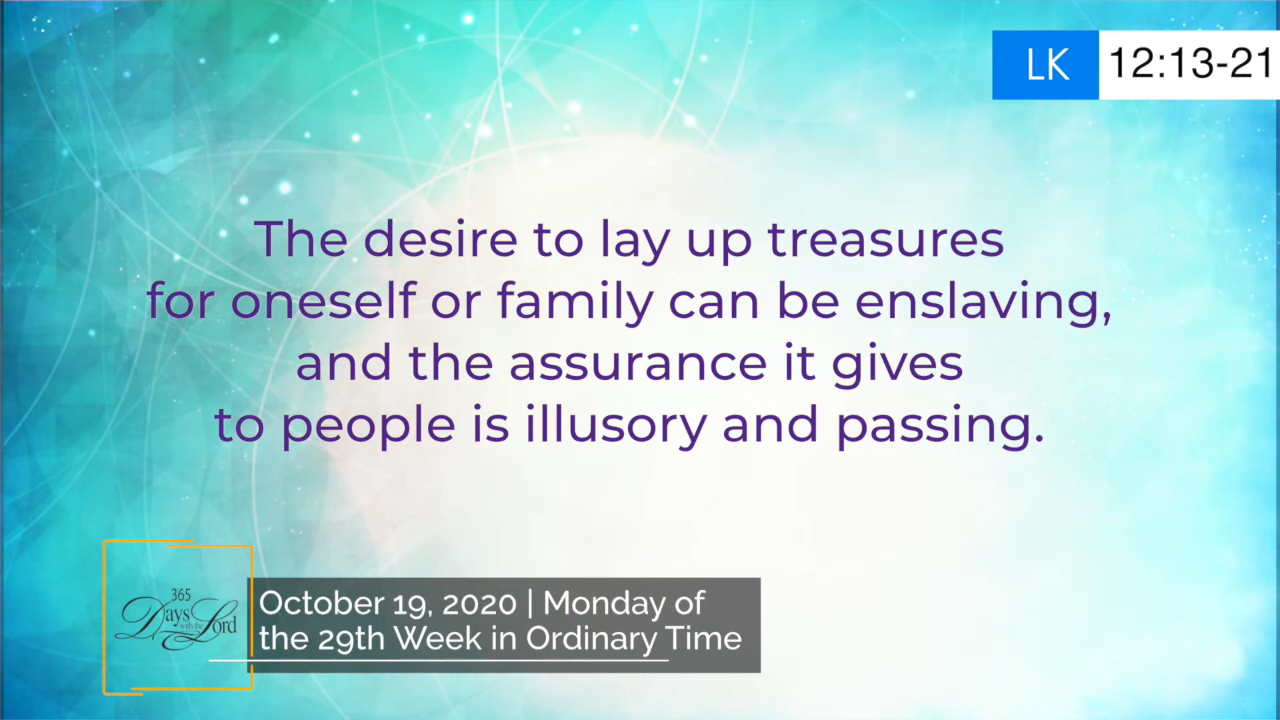 LK 12:13-21
The desire to lay up treasures
for oneself or family can be enslaving,
and the assurance it gives
to people is illusory and passing.
365
Days with the Lord
October 19, 2020 | Monday of
the 29th Week in Ordinary Time